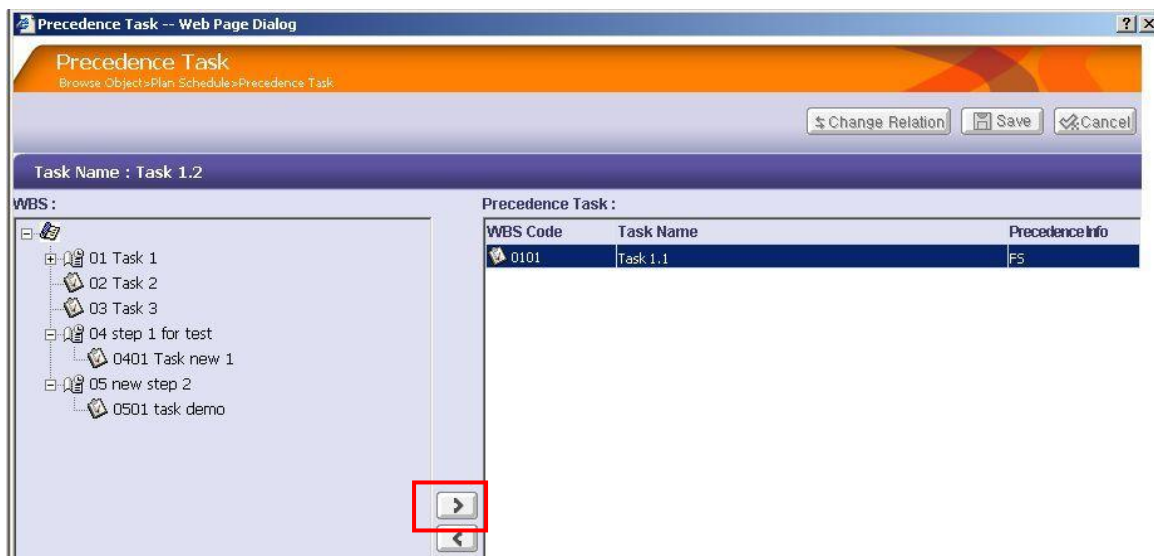 Precedence Task -- Web Page Dialog
Precedence Task
Browse Object>Plan Schedule>Precedence Task
Change Relation Save Cancel
Task Name : Task 1.2
WBS : Precedence Task :
WBS Code Task Name Precedence Info
01 Task 1
02 Task 2
03 Task 3
04 step 1 for test
0401 Task new 1
05 new step 2
0501 task demo
0101 Task 1.1 FS
>
<